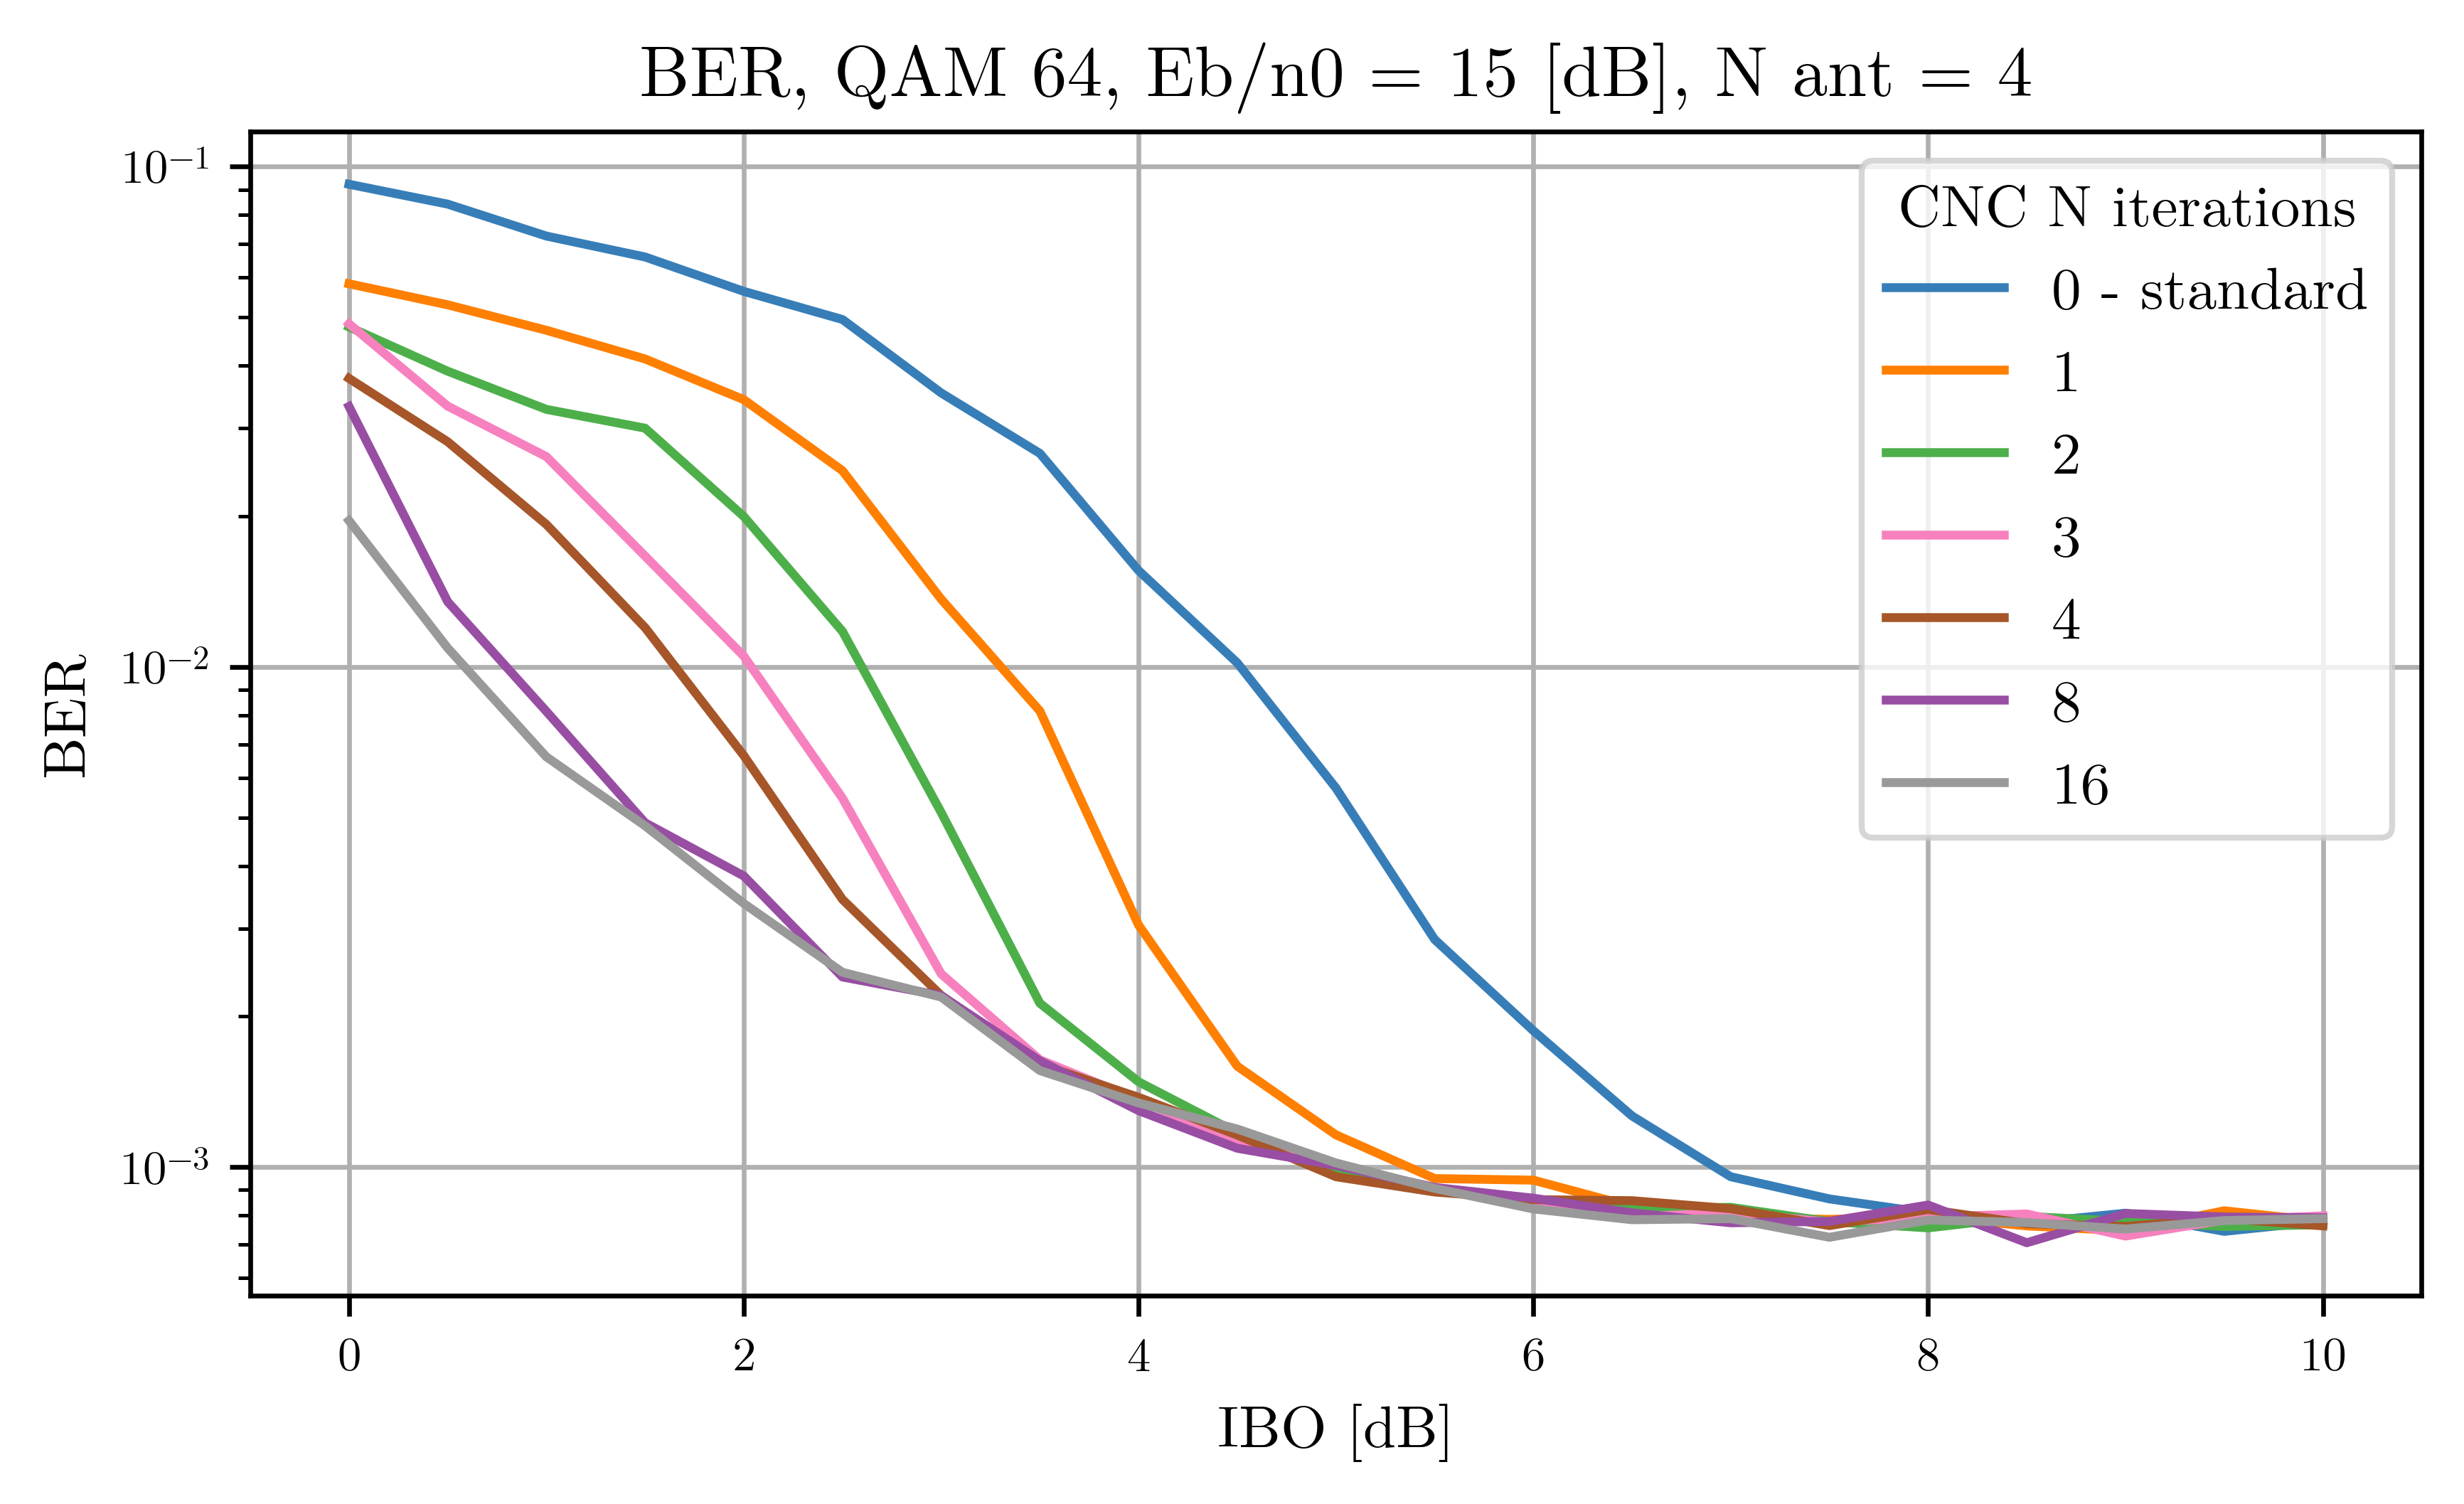 BER, QAM 64, Eb/n0 = 15 [dB], N ant = 4
10⁻¹
10⁻²
10⁻³
BER
CNC N iterations
0 - standard
1
2
3
4
8
16
0 2 4 6 8 10
IBO [dB]